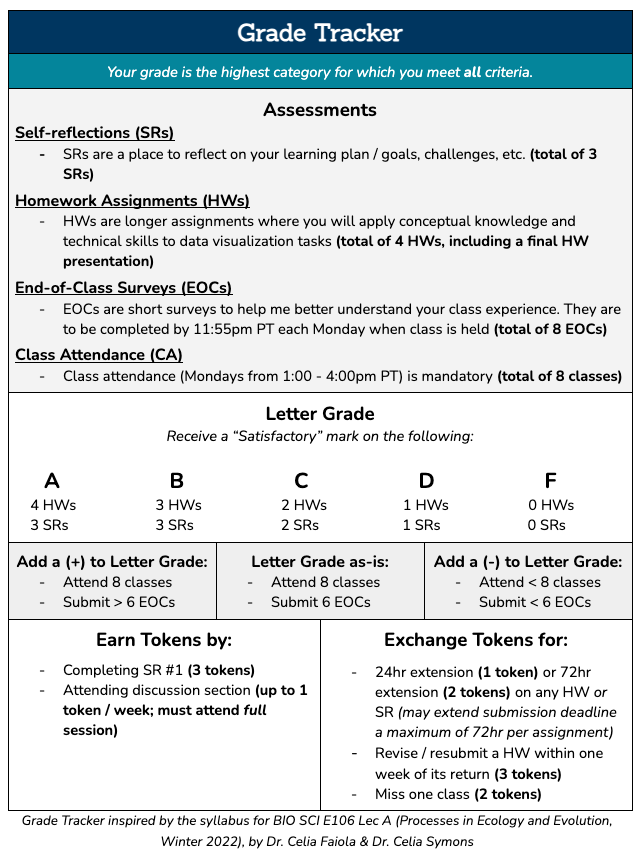 Grade Tracker
Your grade is the highest category for which you meet all criteria.
Assessments
Self-reflections (SRs)
- SRs are a place to reflect on your learning plan / goals, challenges, etc. (total of 3
SRs)
Homework Assignments (HWs)
- HWs are longer assignments where you will apply conceptual knowledge and
technical skills to data visualization tasks (total of 4 HWs, including a final HW
presentation)
End-of-Class Surveys (EOCs)
- EOCs are short surveys to help me better understand your class experience. They are
to be completed by 11:55pm PT each Monday when class is held (total of 8 EOCs)
Class Attendance (CA)
- Class attendance (Mondays from 1:00 - 4:00pm PT) is mandatory (total of 8 classes)
Letter Grade
Receive a “Satisfactory” mark on the following:
A
4 HWs
3 SRs
B
3 HWs
3 SRs
C
2 HWs
2 SRs
D
1 HWs
1 SRs
F
0 HWs
0 SRs
Add a (+) to Letter Grade:
- Attend 8 classes
- Submit > 6 EOCs
Letter Grade as-is:
- Attend 8 classes
- Submit 6 EOCs
Add a (-) to Letter Grade:
- Attend < 8 classes
- Submit < 6 EOCs
Earn Tokens by:
- Completing SR #1 (3 tokens)
- Attending discussion section (up to 1
token / week; must attend full
session)
Exchange Tokens for:
- 24hr extension (1 token) or 72hr
extension (2 tokens) on any HW or
SR (may extend submission deadline
a maximum of 72hr per assignment)
- Revise / resubmit a HW within one
week of its return (3 tokens)
- Miss one class (2 tokens)
Grade Tracker inspired by the syllabus for BIO SCI E106 Lec A (Processes in Ecology and Evolution,
Winter 2022), by Dr. Celia Faiola & Dr. Celia Symons